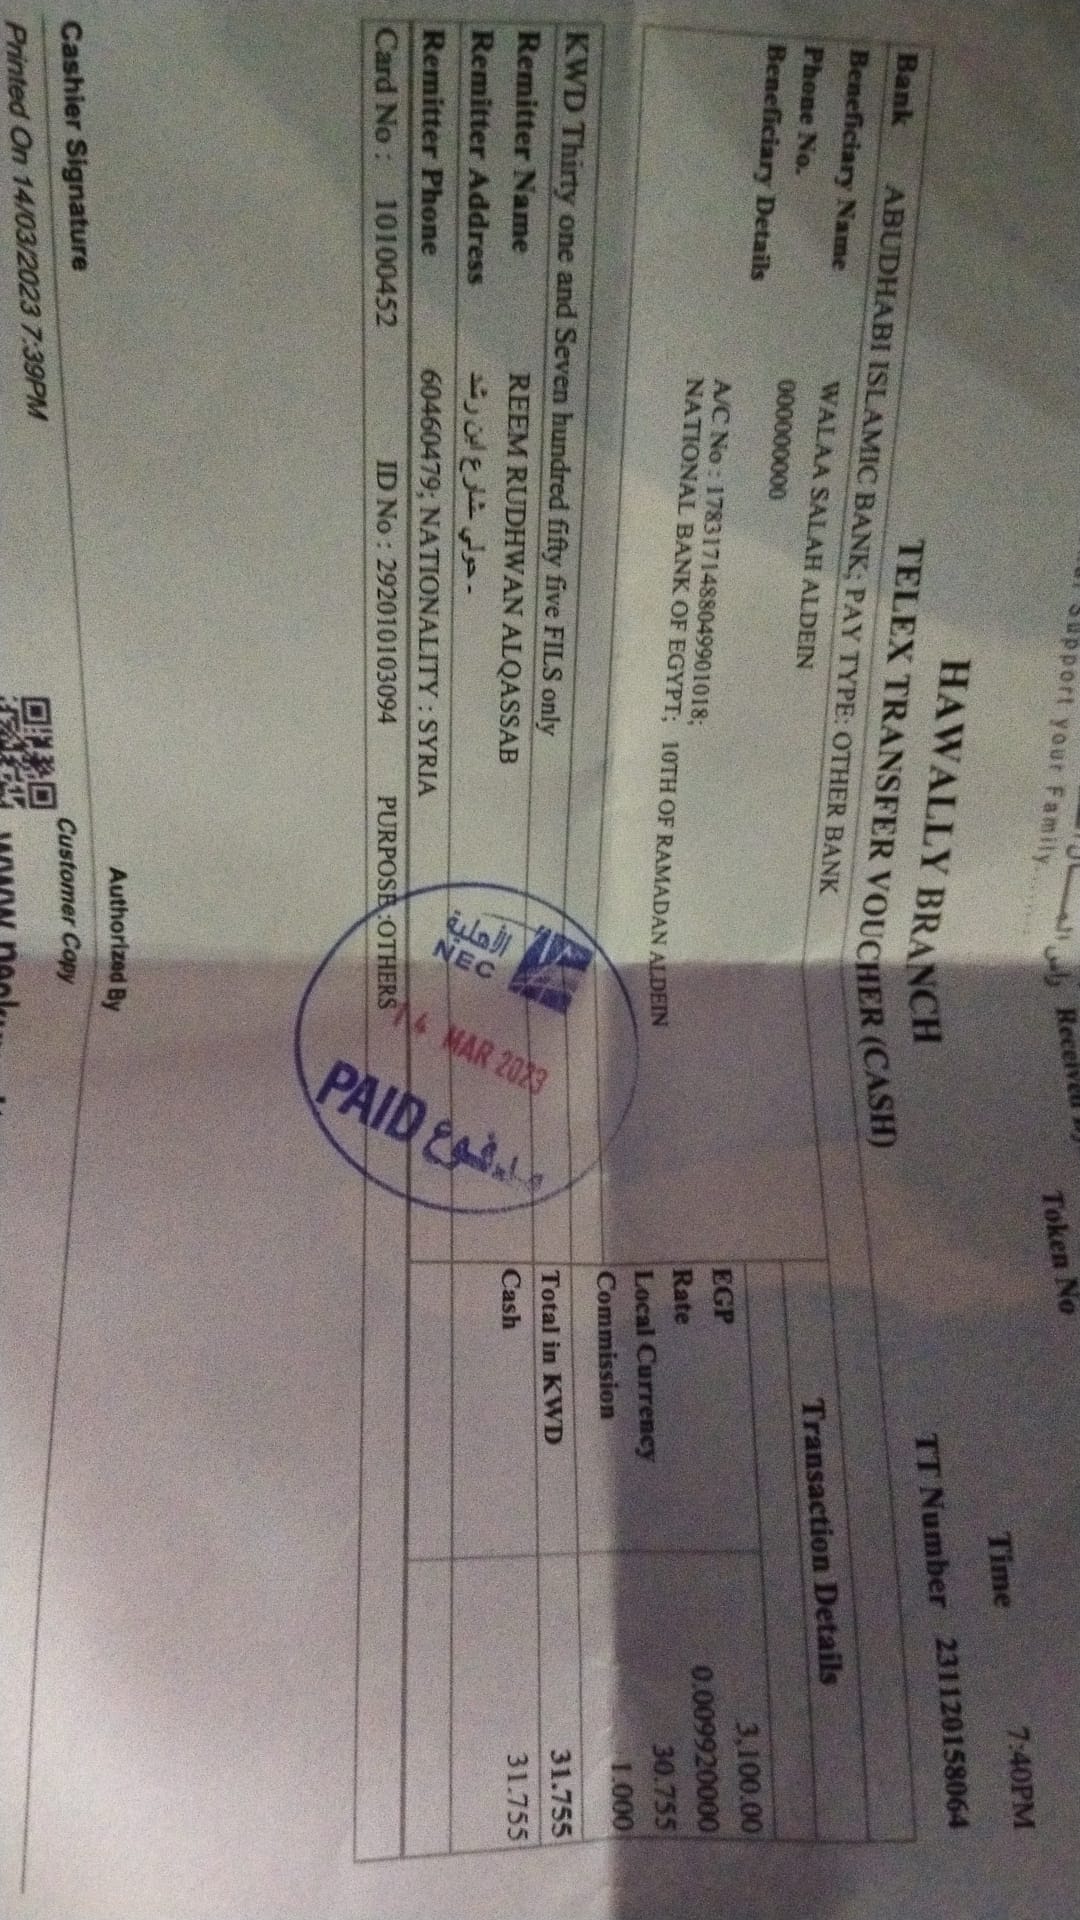 Support your Family..........
Token No
Time 7:40PM
HAWALLY BRANCH
TT Number 231120158064
TELEX TRANSFER VOUCHER (CASH)
Bank ABUDHABI ISLAMIC BANK; PAY TYPE: OTHER BANK
Beneficiary Name WALAA SALAH ALDEIN
Phone No. 000000000
Beneficiary Details A/C No : 1783171488049901018;
NATIONAL BANK OF EGYPT; 10TH OF RAMADAN ALDEIN
Transaction Details
EGP 3,100.00
Rate 0.009920000
Local Currency 30.755
Commission 1.000
Total in KWD 31.755
Cash 31.755
KWD Thirty one and Seven hundred fifty five FILS only
Remitter Name REEM RUDHWAN ALQASSAB
Remitter Address حولي شارع ابن رشد -
Remitter Phone 60460479; NATIONALITY : SYRIA
Card No : 10100452 ID No : 292010103094 PURPOSE :OTHERS
الأهلية
NEC
14 MAR 2023
PAID مدفوع
Authorized By
Cashier Signature
Customer Copy
Printed On 14/03/2023 7:39PM